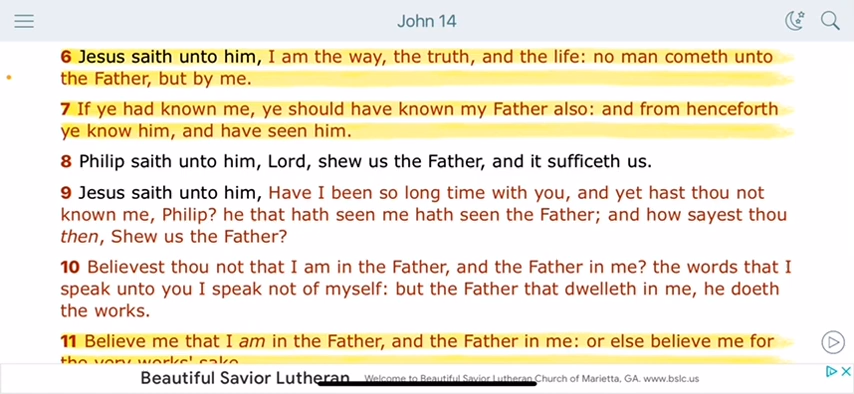 John 14
6 Jesus saith unto him, I am the way, the truth, and the life: no man cometh unto
the Father, but by me.
7 If ye had known me, ye should have known my Father also: and from henceforth
ye know him, and have seen him.
8 Philip saith unto him, Lord, shew us the Father, and it sufficeth us.
9 Jesus saith unto him, Have I been so long time with you, and yet hast thou not
known me, Philip? he that hath seen me hath seen the Father; and how sayest thou
then, Shew us the Father?
10 Believest thou not that I am in the Father, and the Father in me? the words that I
speak unto you I speak not of myself: but the Father that dwelleth in me, he doeth
the works.
11 Believe me that I am in the Father, and the Father in me: or else believe me for
the very works' sake.
Beautiful Savior Lutheran Welcome to Beautiful Savior Lutheran Church of Marietta, GA. www.bslc.us